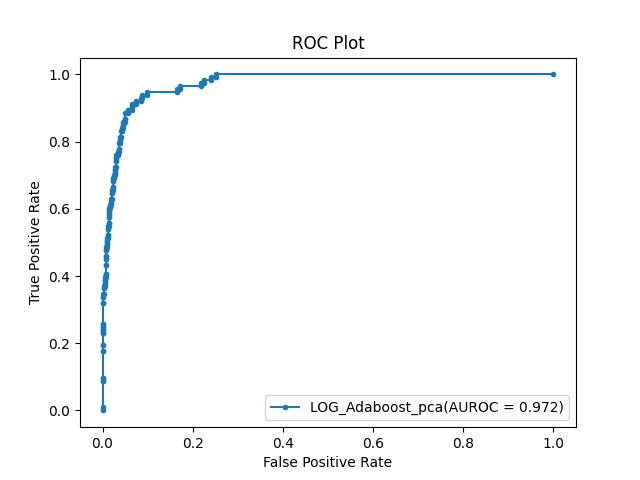 ROC Plot
True Positive Rate
1.0
0.8
0.6
0.4
0.2
0.0
LOG_Adaboost_pca(AUROC = 0.972)
0.0 0.2 0.4 0.6 0.8 1.0
False Positive Rate